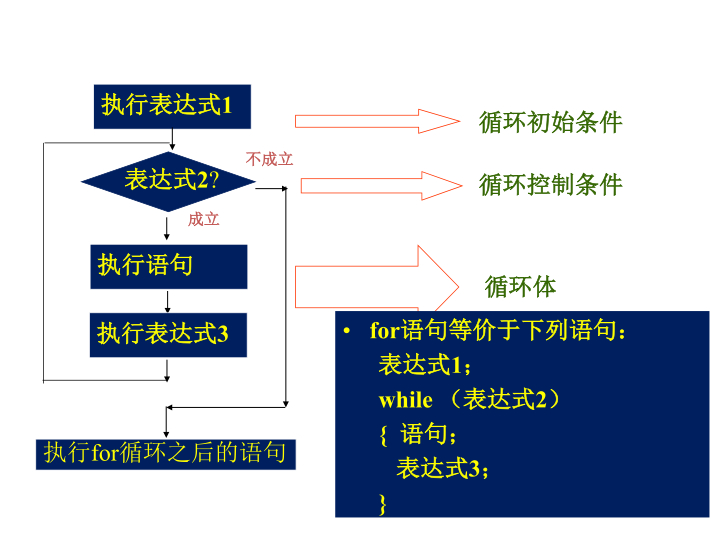 执行表达式1
循环初始条件
不成立
表达式2?
循环控制条件
成立
执行语句
循环体
执行表达式3
• for语句等价于下列语句：
表达式1；
while （表达式2）
{ 语句；
表达式3；
}
执行for循环之后的语句